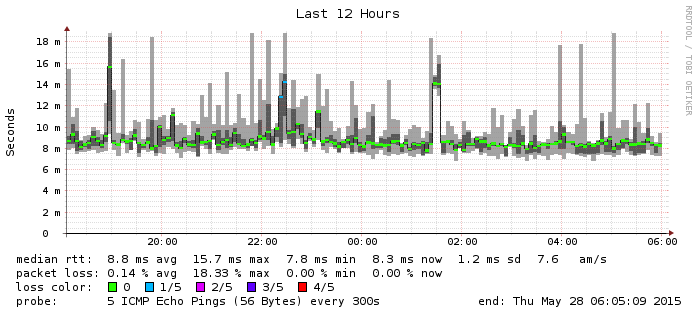 Last 12 Hours
RRDTOOL / TOBI OETIKER
Seconds
18 m
16 m
14 m
12 m
10 m
8 m
6 m
4 m
2 m
0
20:00 22:00 00:00 02:00 04:00 06:00
median rtt: 8.8 ms avg 15.7 ms max 7.8 ms min 8.3 ms now 1.2 ms sd 7.6 am/s
packet loss: 0.14 % avg 18.33 % max 0.00 % min 0.00 % now
loss color: 0 1/5 2/5 3/5 4/5
probe: 5 ICMP Echo Pings (56 Bytes) every 300s end: Thu May 28 06:05:09 2015